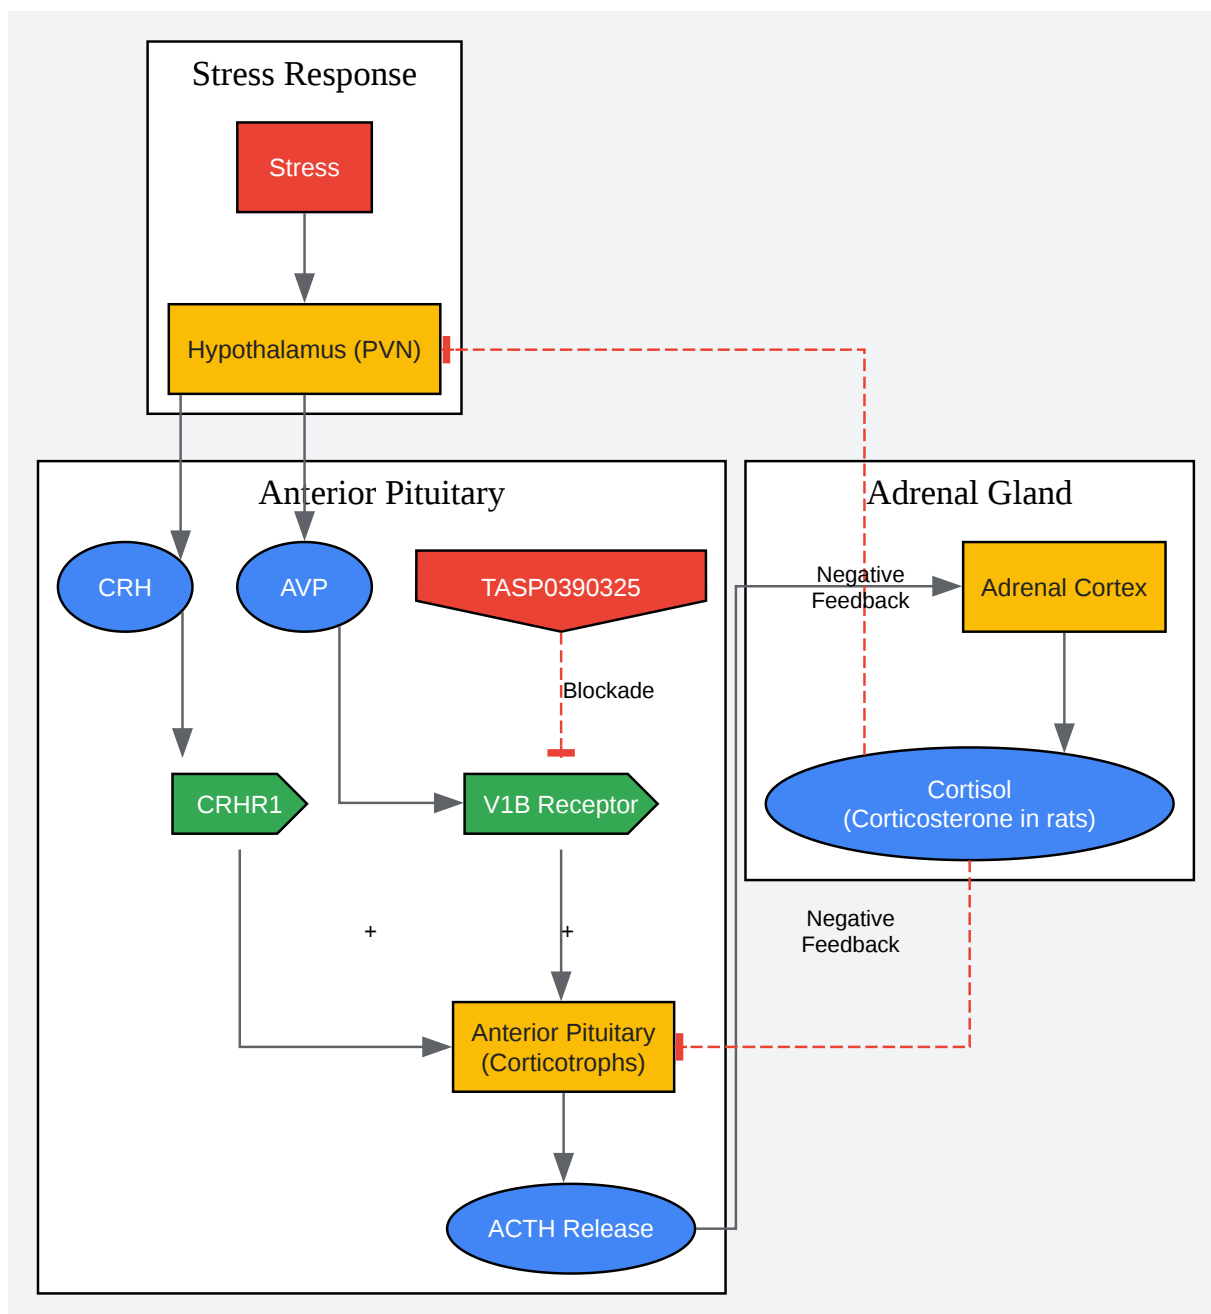 Stress Response
Stress
Hypothalamus (PVN)
Anterior Pituitary
Adrenal Gland
CRH
AVP
TASP0390325
Negative
Feedback
Adrenal Cortex
Blockade
CRHR1
V1B Receptor
Cortisol
(Corticosterone in rats)
+
+
Negative
Feedback
Anterior Pituitary
(Corticotrophs)
ACTH Release